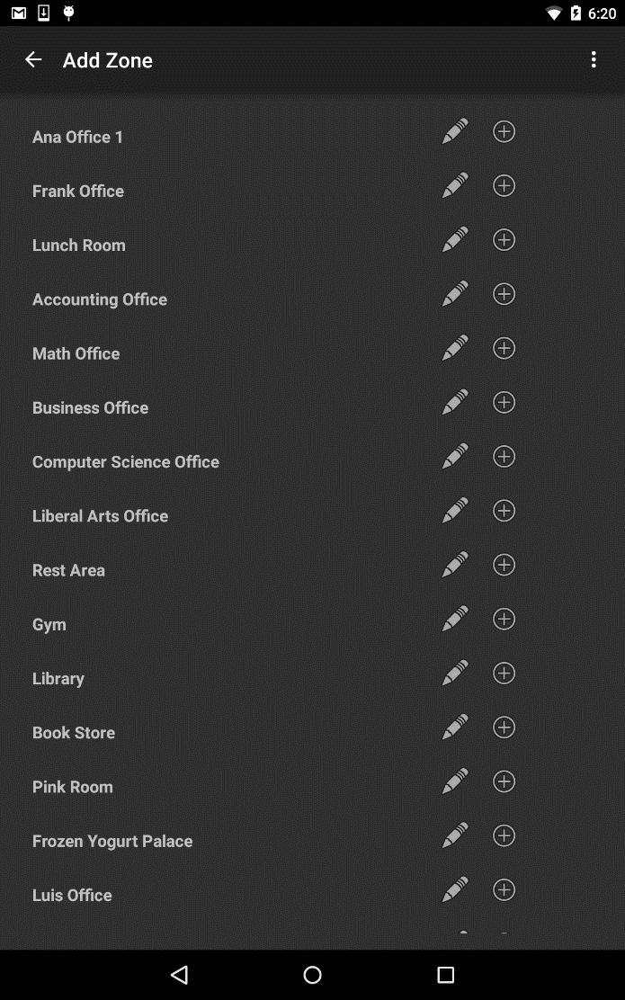 6:20
Add Zone
Ana Office 1
Frank Office
Lunch Room
Accounting Office
Math Office
Business Office
Computer Science Office
Liberal Arts Office
Rest Area
Gym
Library
Book Store
Pink Room
Frozen Yogurt Palace
Luis Office